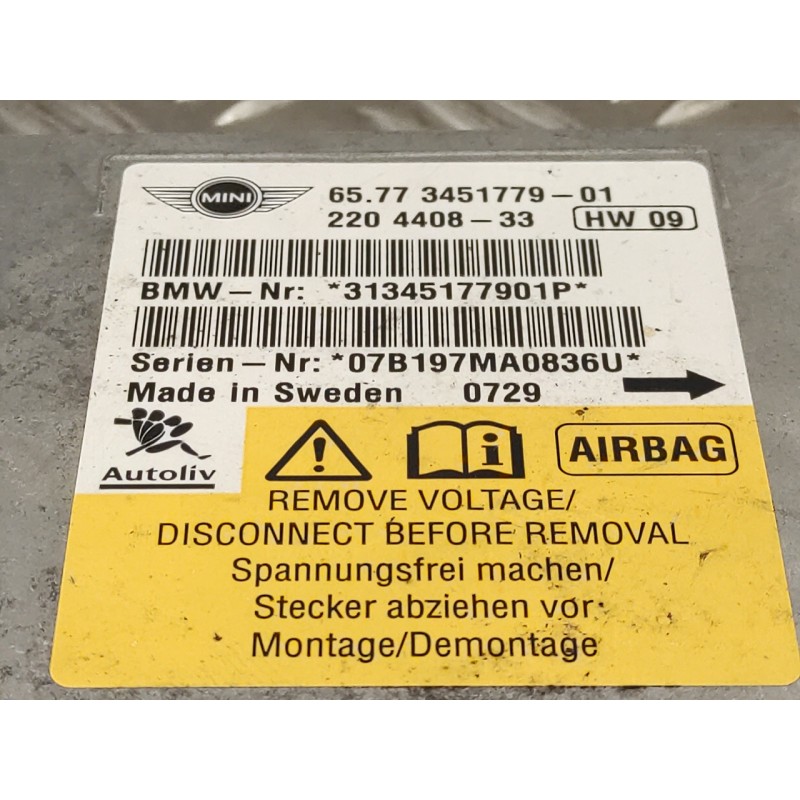 MINI
65.77 3451779-01
220 4408-33 HW 09
BMW-Nr: *31345177901P*
Serien-Nr: *07B197MA0836U*
Made in Sweden 0729
Autoliv
AIRBAG
REMOVE VOLTAGE/
DISCONNECT BEFORE REMOVAL
Spannungsfrei machen/
Stecker abziehen vor
Montage/Demontage